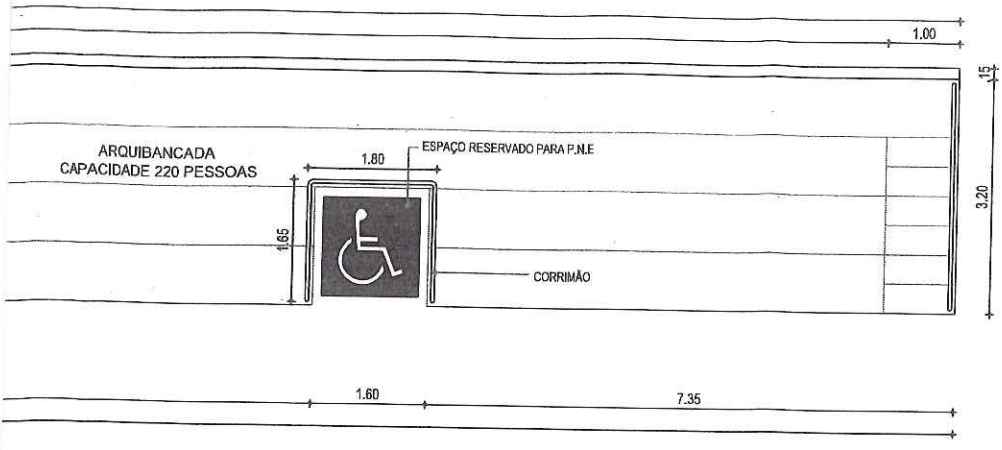 1.00
15
ARQUIBANCADA
CAPACIDADE 220 PESSOAS
1.80
ESPAÇO RESERVADO PARA P.N.E
3.20
1.65
CORRIMÃO
1.60
7.35